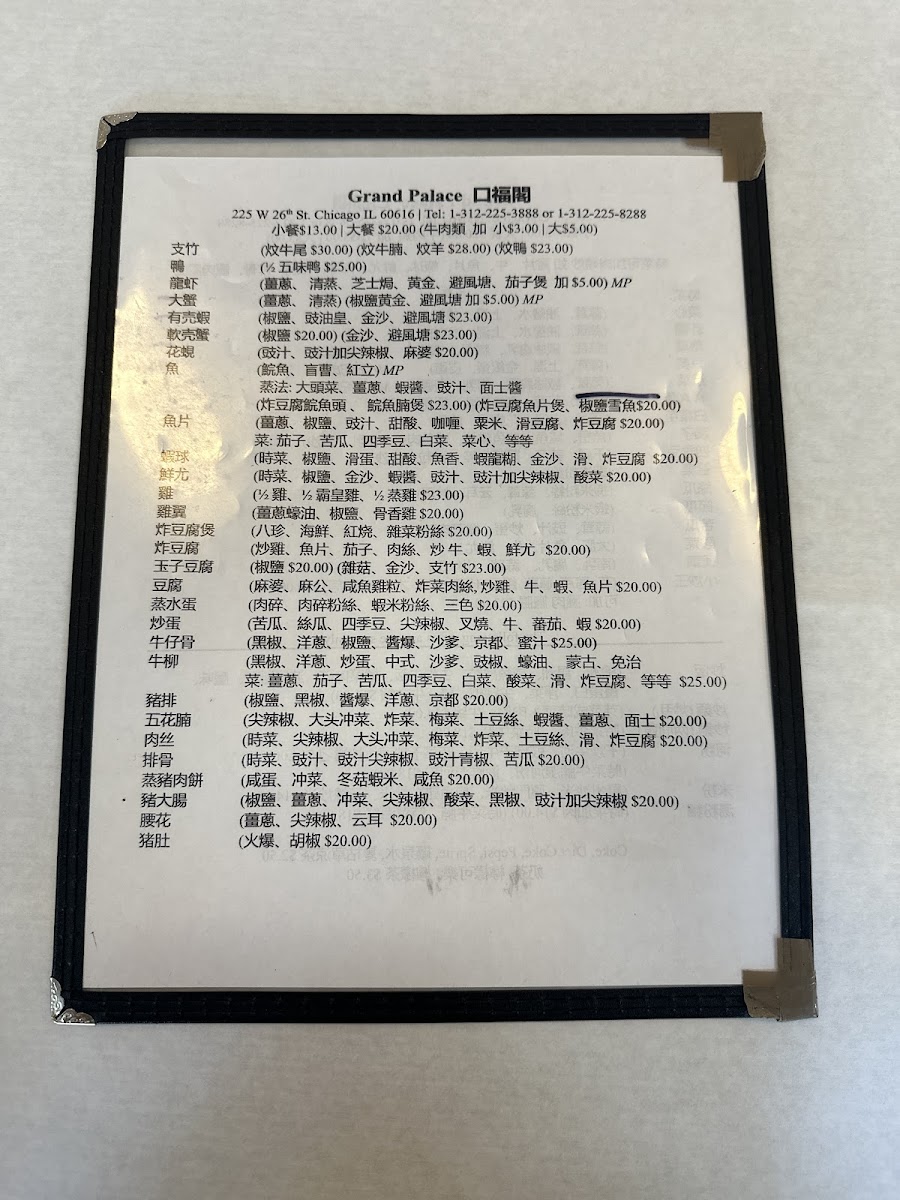 Grand Palace 口福閣
225 W 26th St. Chicago IL 60616 | Tel: 1-312-225-3888 or 1-312-225-8288
小餐$13.00 | 大餐 $20.00 (牛肉類 加 小$3.00 | 大$5.00)
支竹 (炆牛尾 $30.00) (炆牛腩、炆羊 $28.00) (炆鴨 $23.00)
鴨 (½ 五味鸭 $25.00)
龍虾 (薑蔥、清蒸、芝士焗、黄金、避風塘、茄子煲 加 $5.00) MP
大蟹 (薑蔥、清蒸) (椒鹽黄金、避風塘 加 $5.00) MP
有壳蝦 (椒鹽、豉油皇、金沙、避風塘 $23.00)
軟壳蟹 (椒鹽 $20.00) (金沙、避風塘 $23.00)
花蜆 (豉汁、豉汁加尖辣椒、麻婆 $20.00)
魚 (鯇魚、盲曹、紅立) MP
蒸法: 大頭菜、薑蔥、蝦醬、豉汁、面士醬
(炸豆腐鯇魚頭、鯇魚腩煲 $23.00) (炸豆腐魚片煲、椒鹽雪魚$20.00)
魚片 (薑蔥、椒鹽、豉汁、甜酸、咖喱、粟米、滑豆腐、炸豆腐 $20.00)
菜: 茄子、苦瓜、四季豆、白菜、菜心、等等
蝦球 (時菜、椒鹽、滑蛋、甜酸、魚香、蝦龍糊、金沙、滑、炸豆腐 $20.00)
鮮尤 (時菜、椒鹽、金沙、蝦醬、豉汁、豉汁加尖辣椒、酸菜 $20.00)
雞 (½ 雞、½ 霸皇雞、½ 蒸雞 $23.00)
雞翼 (薑蔥蠔油、椒鹽、骨香雞 $20.00)
炸豆腐煲 (八珍、海鮮、紅烧、雜菜粉絲 $20.00)
炸豆腐 (炒雞、魚片、茄子、肉絲、炒牛、蝦、鮮尤 $20.00)
玉子豆腐 (椒鹽 $20.00) (雜菇、金沙、支竹 $23.00)
豆腐 (麻婆、麻公、咸魚雞粒、炸菜肉絲, 炒雞、牛、蝦、魚片 $20.00)
蒸水蛋 (肉碎、肉碎粉絲、蝦米粉絲、三色 $20.00)
炒蛋 (苦瓜、絲瓜、四季豆、尖辣椒、叉燒、牛、蕃茄、蝦 $20.00)
牛仔骨 (黑椒、洋蔥、椒鹽、醬爆、沙爹、京都、蜜汁 $25.00)
牛柳 (黑椒、洋蔥、炒蛋、中式、沙爹、豉椒、蠔油、蒙古、免治
菜: 薑蔥、茄子、苦瓜、四季豆、白菜、酸菜、滑、炸豆腐、等等 $25.00)
豬排 (椒鹽、黑椒、醬爆、洋蔥、京都 $20.00)
五花腩 (尖辣椒、大头冲菜、炸菜、梅菜、土豆絲、蝦醬、薑蔥、面士 $20.00)
肉丝 (時菜、尖辣椒、大头冲菜、梅菜、炸菜、土豆絲、滑、炸豆腐 $20.00)
排骨 (時菜、豉汁、豉汁尖辣椒、豉汁青椒、苦瓜 $20.00)
蒸豬肉餅 (咸蛋、冲菜、冬菇蝦米、咸魚 $20.00)
豬大腸 (椒鹽、薑蔥、冲菜、尖辣椒、酸菜、黑椒、豉汁加尖辣椒 $20.00)
腰花 (薑蔥、尖辣椒、云耳 $20.00)
猪肚 (火爆、胡椒 $20.00)